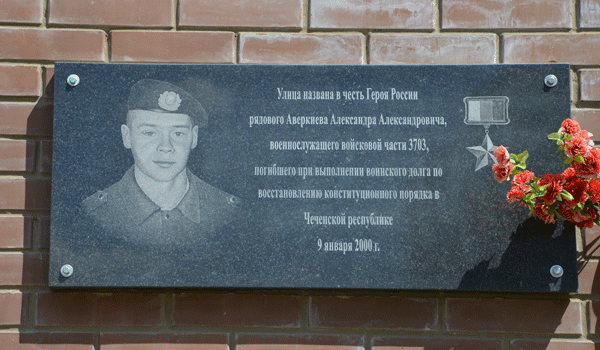 Улица названа в честь Героя России
рядового Аверкиева Александра Александровича,
военнослужащего войсковой части 3703,
погибшего при выполнении воинского долга по
восстановлению конституционного порядка в
Чеченской республике
9 января 2000 г.